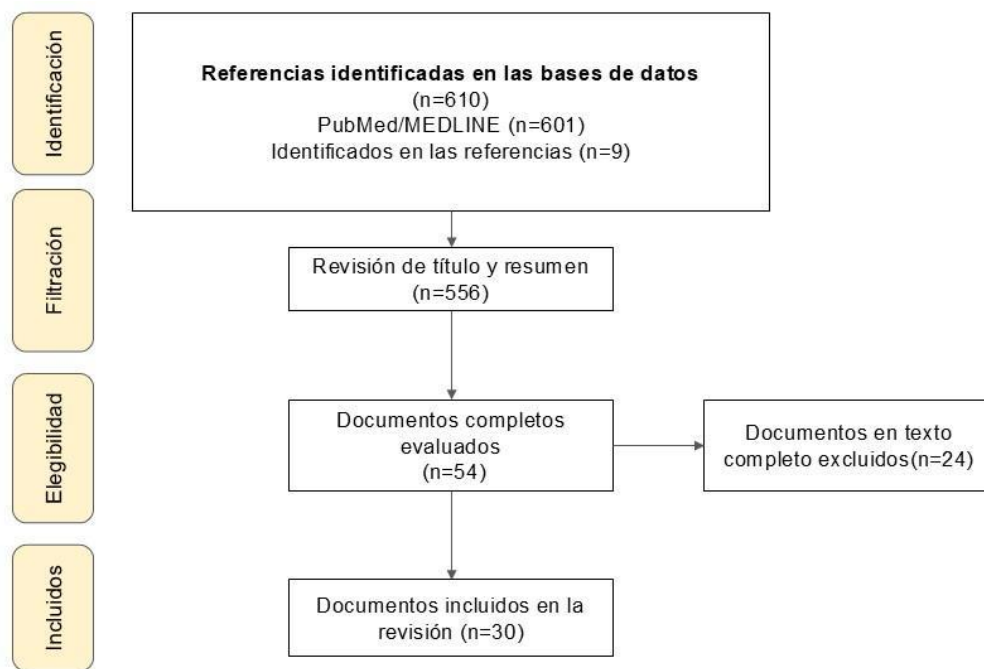 Identificación
Referencias identificadas en las bases de datos
(n=610)
PubMed/MEDLINE (n=601)
Identificados en las referencias (n=9)
Filtración
Revisión de título y resumen
(n=556)
Elegibilidad
Documentos completos
evaluados
(n=54)
Documentos en texto
completo excluidos(n=24)
Incluidos
Documentos incluidos en la
revisión (n=30)